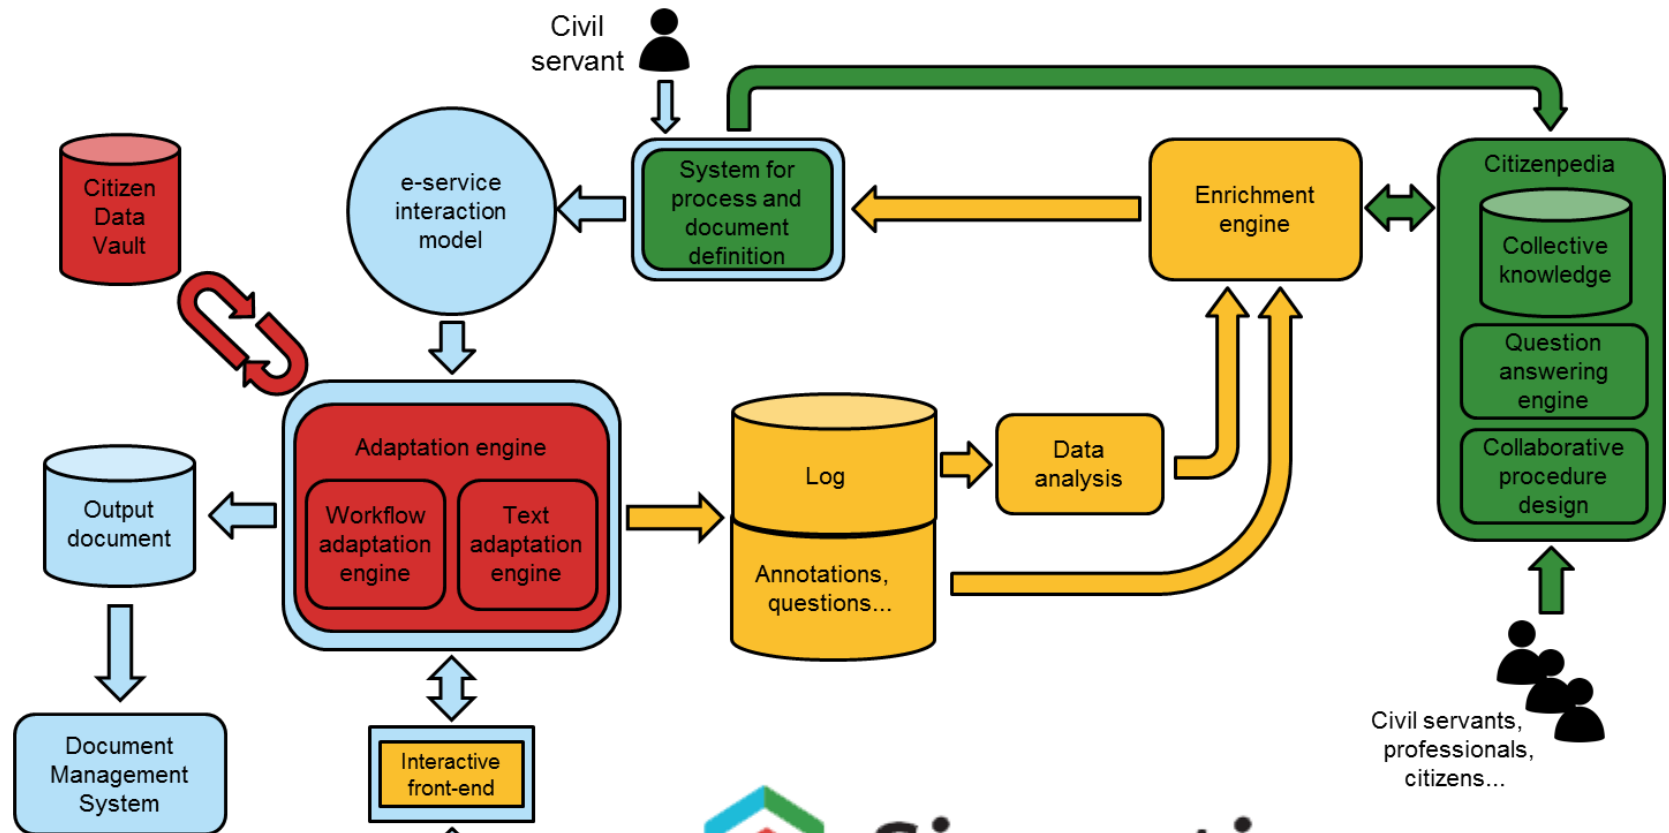 Civil
servant
Citizen
Data
Vault
e-service
interaction
model
System for
process and
document
definition
Enrichment
engine
Citizenpedia
Collective
knowledge
Question
answering
engine
Collaborative
procedure
design
Adaptation engine
Workflow
adaptation
engine
Text
adaptation
engine
Output
document
Log
Data
analysis
Annotations,
questions...
Document
Management
System
Interactive
front-end
Civil servants,
professionals,
citizens...